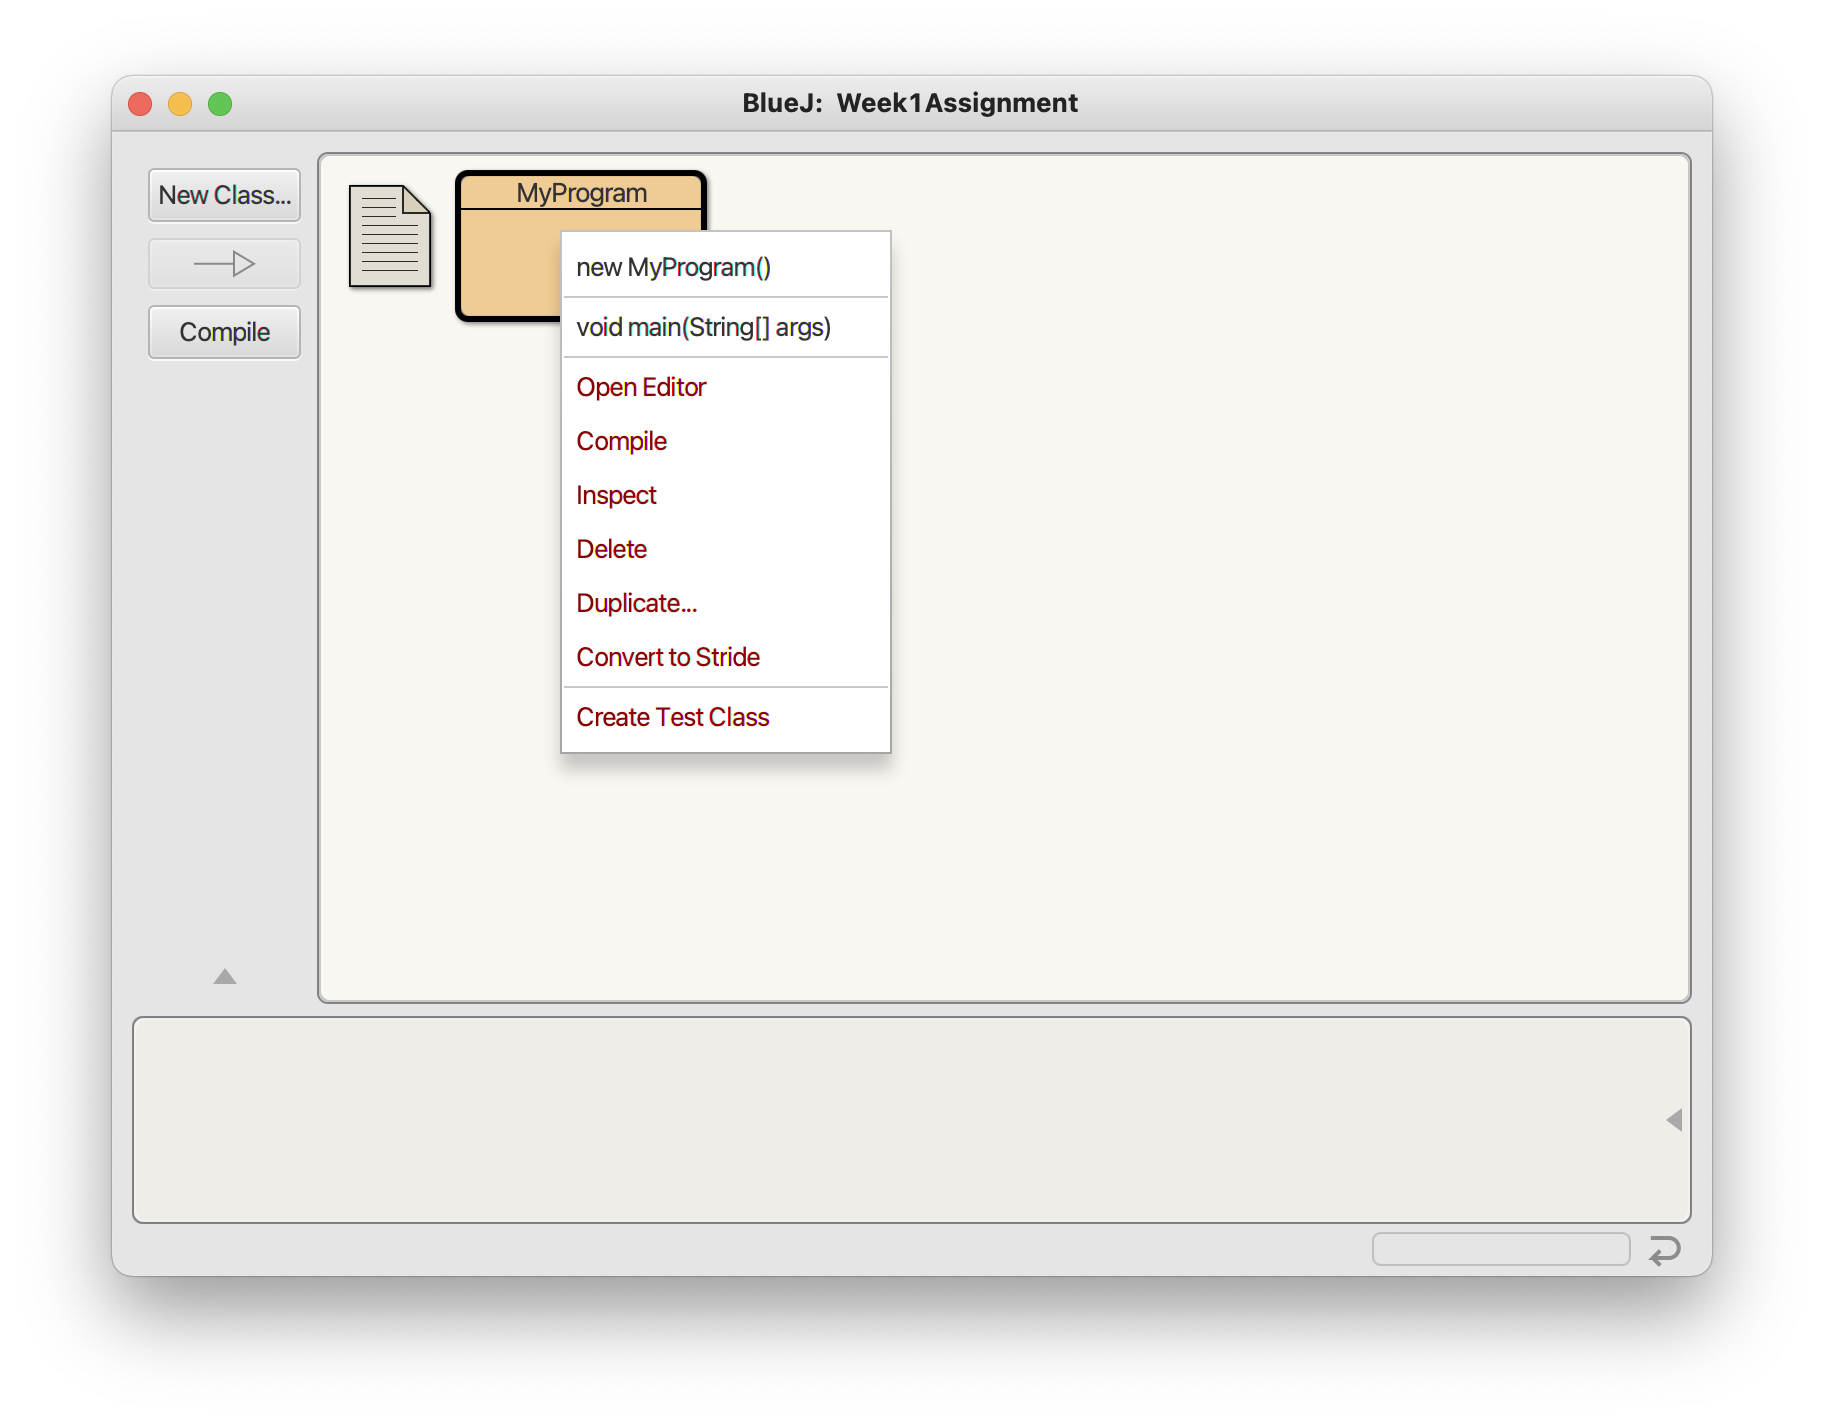 BlueJ: Week1Assignment
New Class...
Compile
MyProgram
new MyProgram()
void main(String[] args)
Open Editor
Compile
Inspect
Delete
Duplicate...
Convert to Stride
Create Test Class